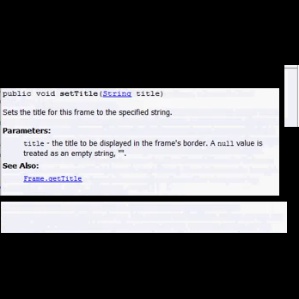 public void setTitle(String title)
Sets the title for this frame to the specified string.
Parameters:
title - the title to be displayed in the frame's border. A null value is
treated as an empty string, "".
See Also:
Frame.getTitle